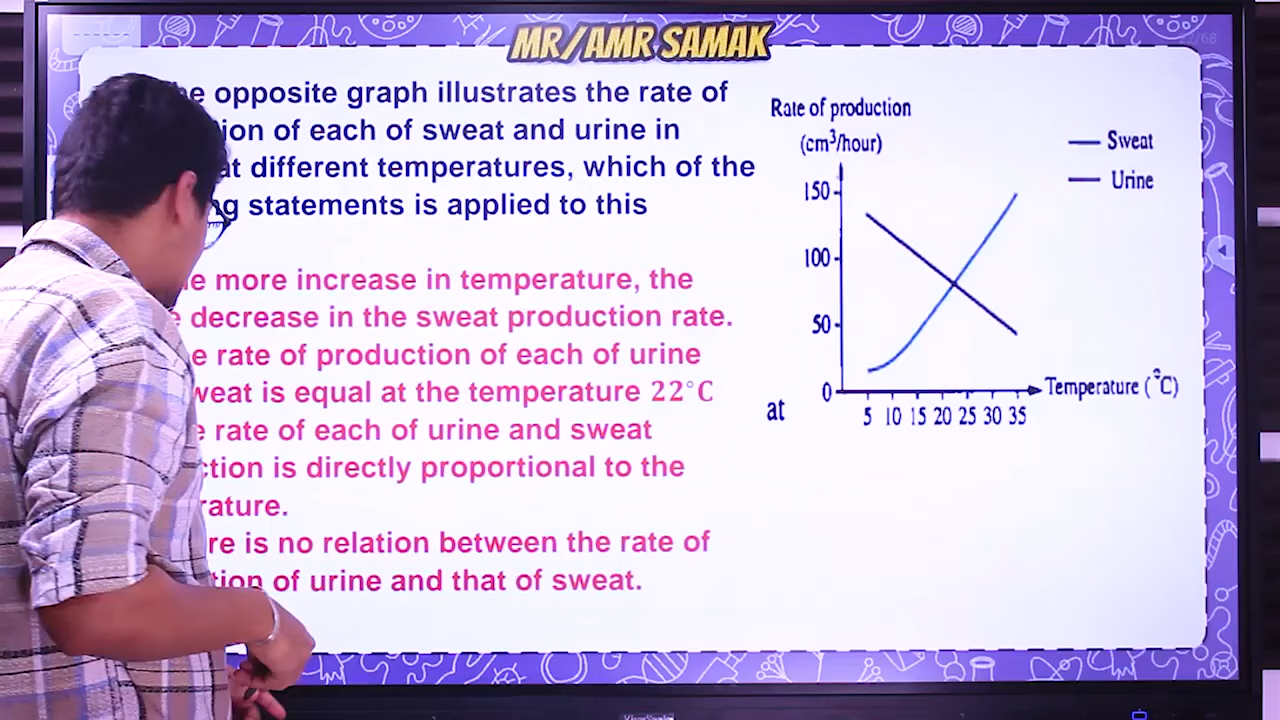 MR/AMR SAMAK
/68
he opposite graph illustrates the rate of
ion of each of sweat and urine in
at different temperatures, which of the
ng statements is applied to this
e more increase in temperature, the
decrease in the sweat production rate.
e rate of production of each of urine
weat is equal at the temperature 22°C
e rate of each of urine and sweat
ction is directly proportional to the
rature.
re is no relation between the rate of
tion of urine and that of sweat.
at
Rate of production
(cm³/hour)
Sweat
Urine
150
100
50
0
5 10 15 20 25 30 35
Temperature (°C)
ViewSonic